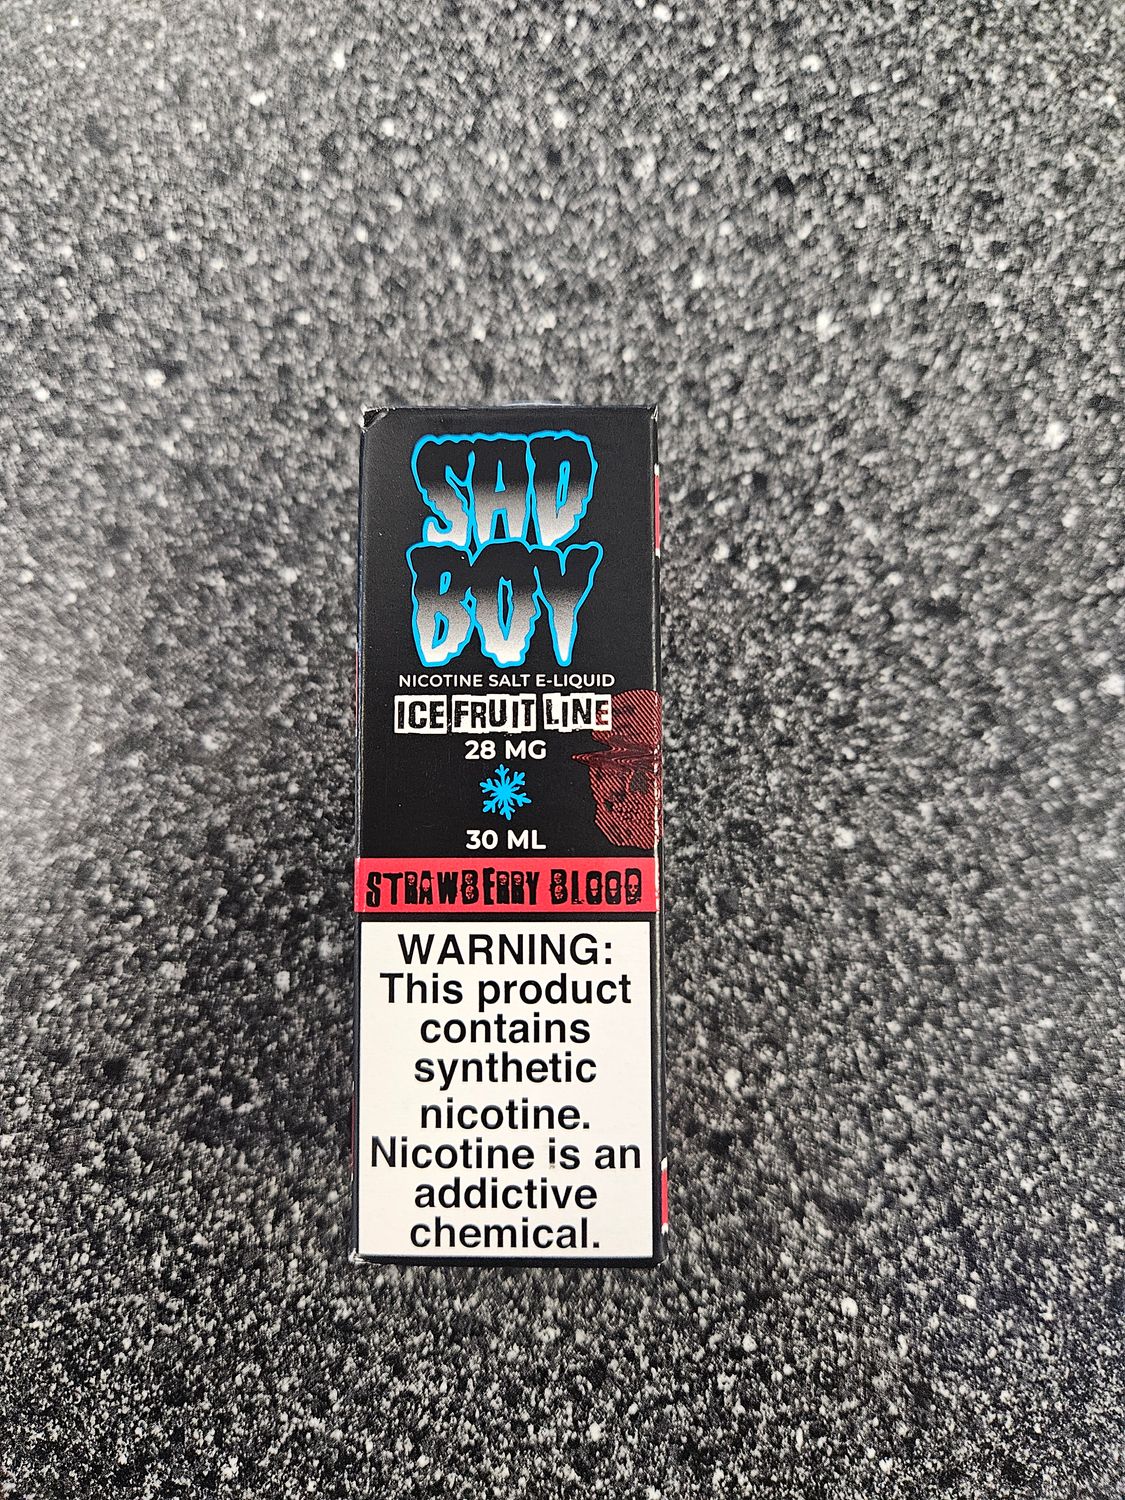 SAD
BOY
NICOTINE SALT E-LIQUID
ICE FRUIT LINE
28 MG
30 ML
STRAWBERRY BLOOD
WARNING:
This product
contains
synthetic
nicotine.
Nicotine is an
addictive
chemical.